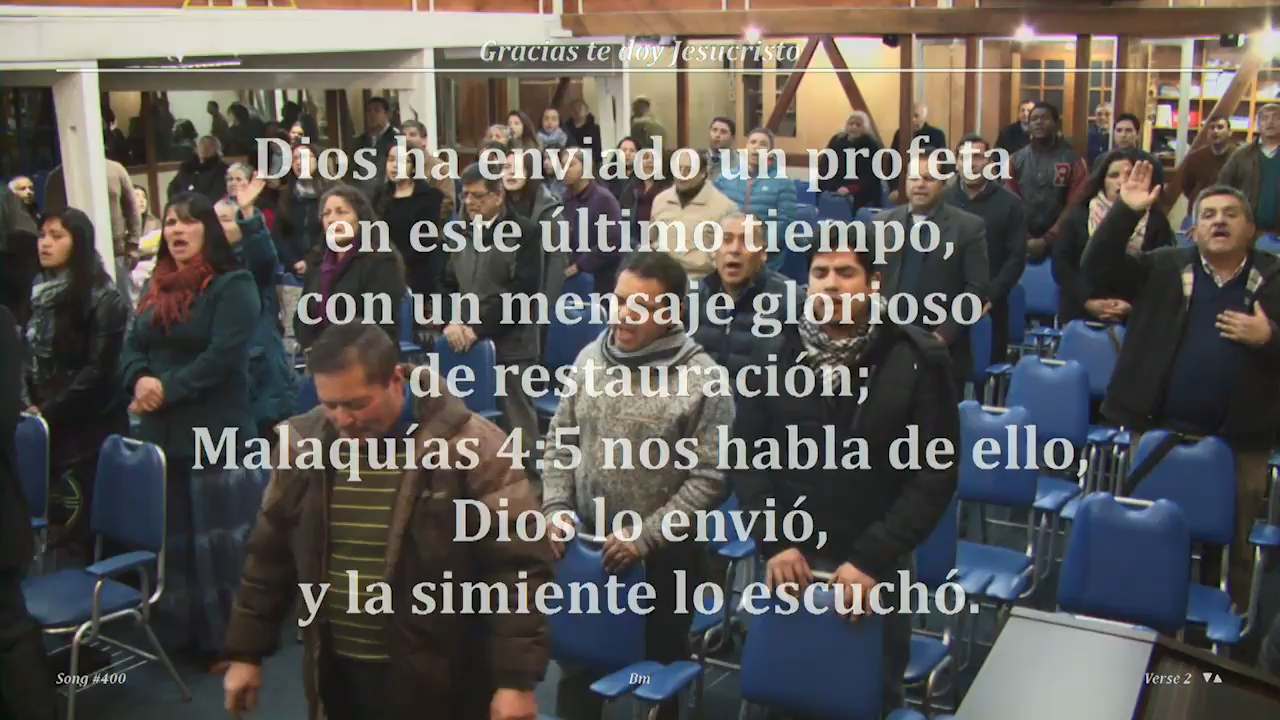 Gracias te doy Jesucristo
Dios ha enviado un profeta
en este último tiempo,
con un mensaje glorioso
de restauración;
Malaquías 4:5 nos habla de ello,
Dios lo envió,
y la simiente lo escuchó.
Song #400
Bm
Verse 2 ▼▲